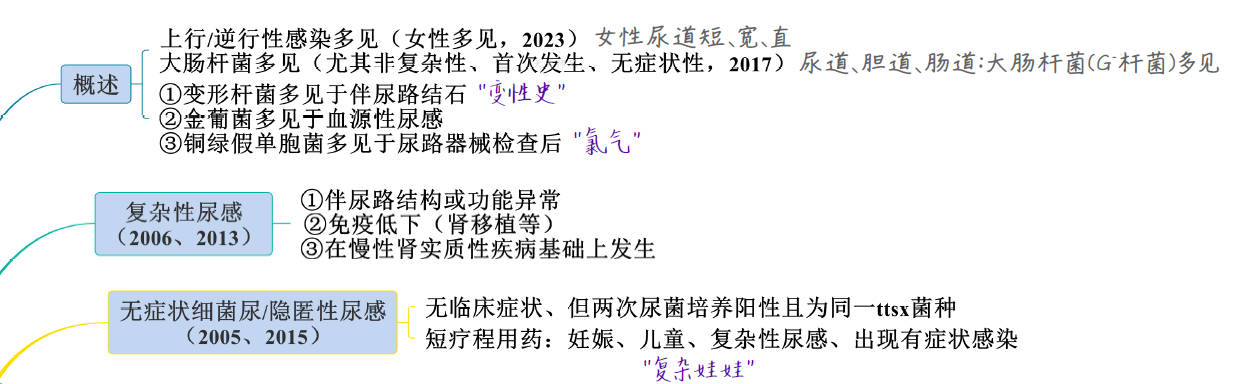 上行/逆行性感染多见（女性多见，2023） 女性尿道短、宽、直
概述
大肠杆菌多见（尤其非复杂性、首次发生、无症状性，2017） 尿道、胆道、肠道:大肠杆菌(G⁻杆菌)多见
①变形杆菌多见于伴尿路结石 "变性史"
②金葡菌多见于血源性尿感
③铜绿假单胞菌多见于尿路器械检查后 "氯气"
复杂性尿感
（2006、2013）
①伴尿路结构或功能异常
②免疫低下（肾移植等）
③在慢性肾实质性疾病基础上发生
无症状细菌尿/隐匿性尿感
（2005、2015）
无临床症状、但两次尿菌培养阳性且为同一ttsx菌种
短疗程用药：妊娠、儿童、复杂性尿感、出现有症状感染
"复杂娃娃"